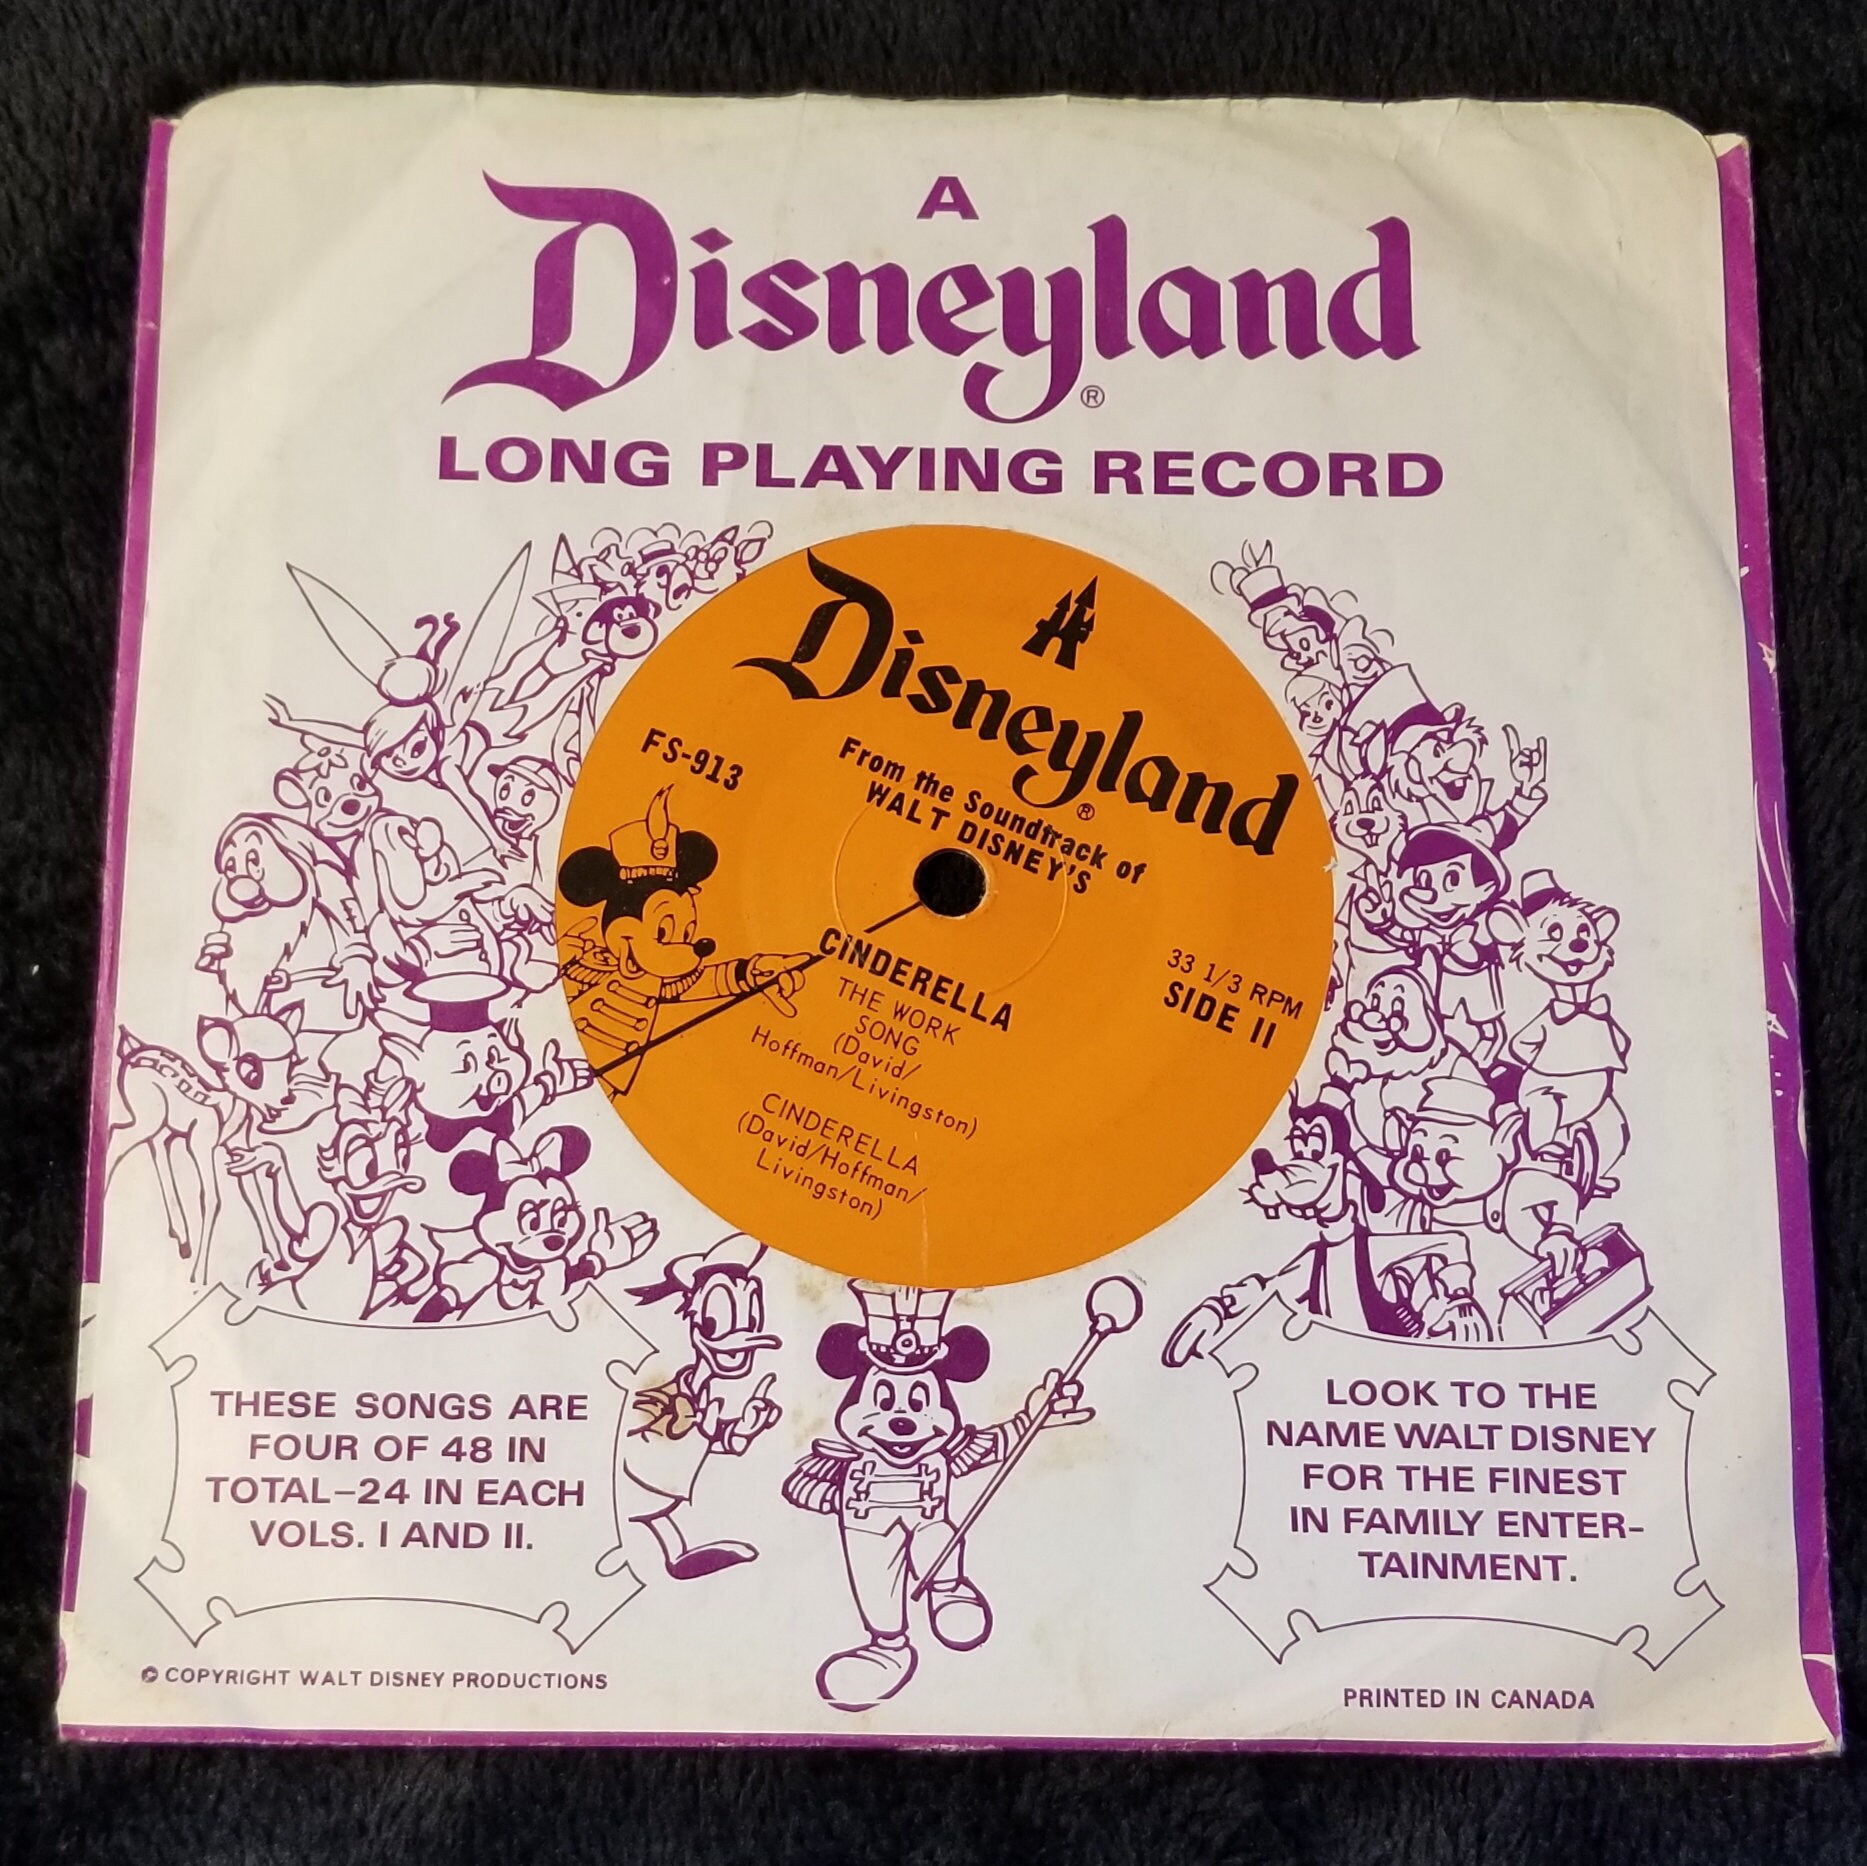 A
Disneyland®
LONG PLAYING RECORD
Disneyland®
FS-913
From the Soundtrack of
WALT DISNEY'S
CINDERELLA
THE WORK
SONG
(David/
Hoffman/Livingston)
CINDERELLA
(David/Hoffman/
Livingston)
33 1/3 RPM
SIDE II
THESE SONGS ARE
FOUR OF 48 IN
TOTAL–24 IN EACH
VOLS. I AND II.
LOOK TO THE
NAME WALT DISNEY
FOR THE FINEST
IN FAMILY ENTER-
TAINMENT.
© COPYRIGHT WALT DISNEY PRODUCTIONS
PRINTED IN CANADA